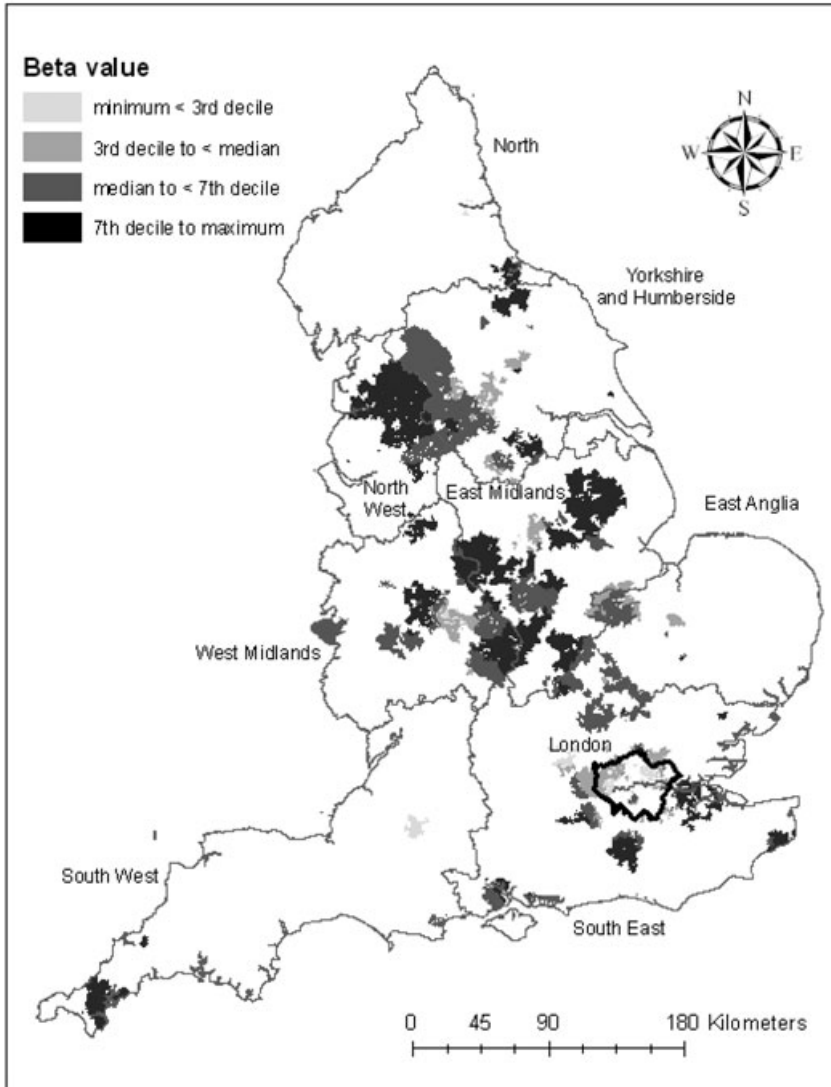 Beta value
minimum < 3rd decile
3rd decile to < median
median to < 7th decile
7th decile to maximum
N
W
E
S
North
Yorkshire
and Humberside
North
West
East Midlands
East Anglia
West Midlands
London
South West
South East
0
45
90
180 Kilometers